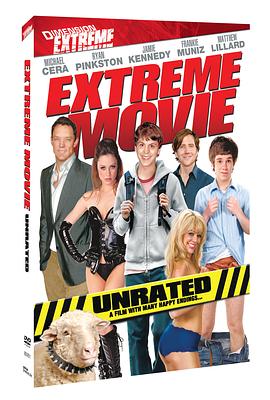 DIMENSION
EXTREME
MICHAEL CERA
RYAN PINKSTON
JAMIE KENNEDY
FRANKIE MUNIZ
MATTHEW LILLARD
EXTREME
MOVIE
UNRATED
A FILM WITH MANY HAPPY ENDINGS...
EXTREME MOVIE
UNRATED
DVD